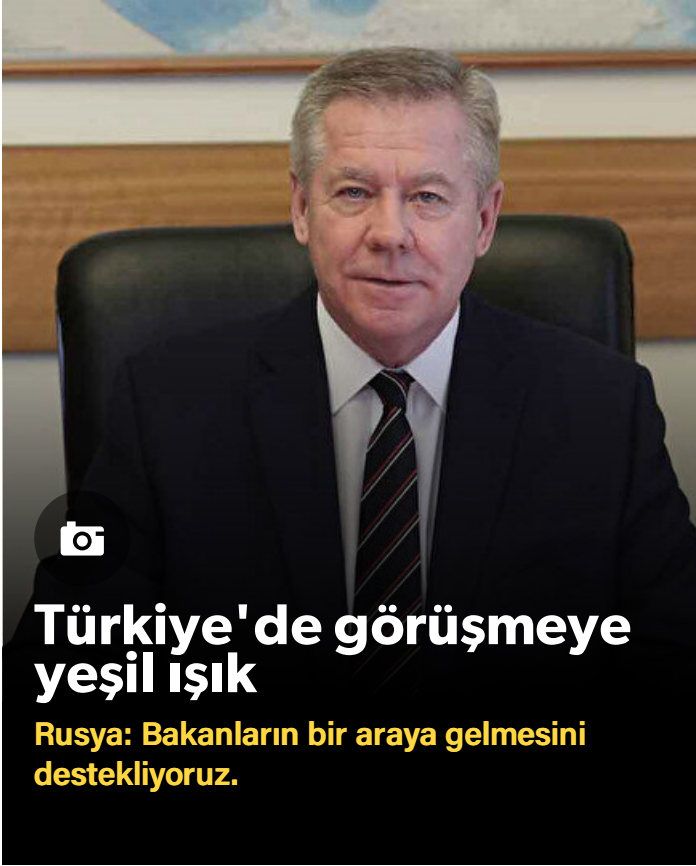 Türkiye'de görüşmeye
yeşil ışık
Rusya: Bakanların bir araya gelmesini
destekliyoruz.